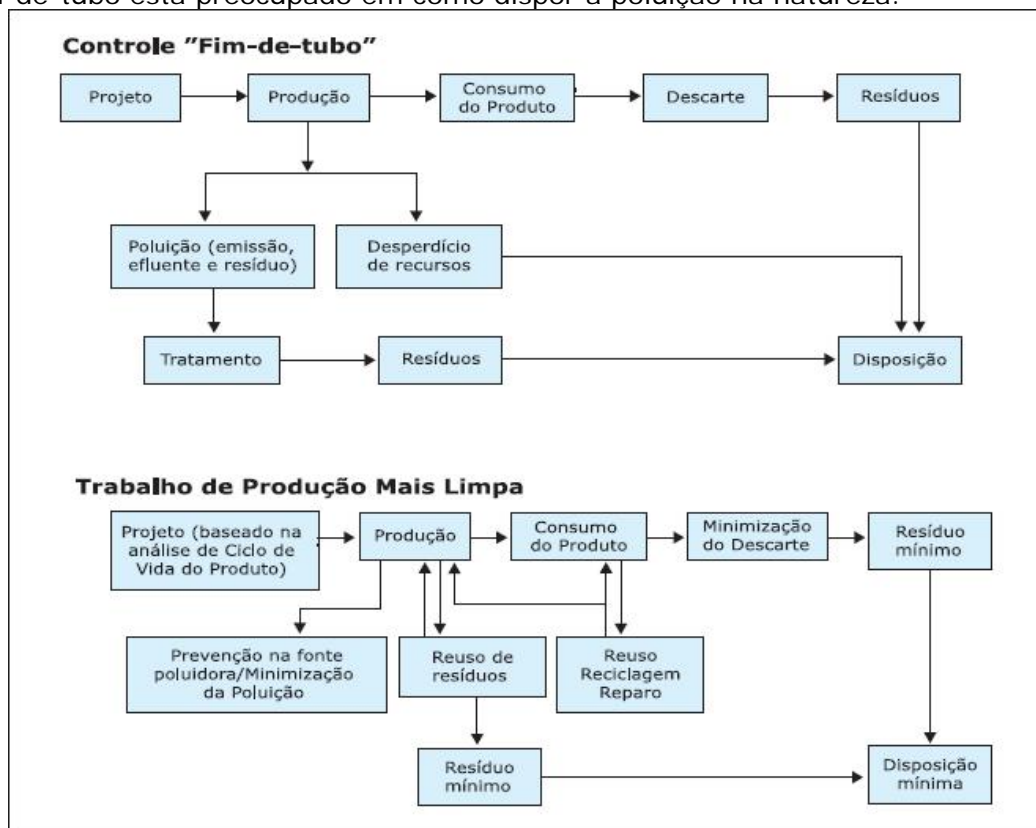 de-tubo está preocupado em como dispor a poluição na natureza.
Controle "Fim-de-tubo"
Projeto
Produção
Consumo
do Produto
Descarte
Resíduos
Poluição (emissão,
efluente e resíduo)
Desperdício
de recursos
Tratamento
Resíduos
Disposição
Trabalho de Produção Mais Limpa
Projeto (baseado na
análise de Ciclo de
Vida do Produto)
Produção
Consumo
do Produto
Minimização
do Descarte
Resíduo
mínimo
Prevenção na fonte
poluidora/Minimização
da Poluição
Reuso de
resíduos
Reuso
Reciclagem
Reparo
Resíduo
mínimo
Disposição
mínima